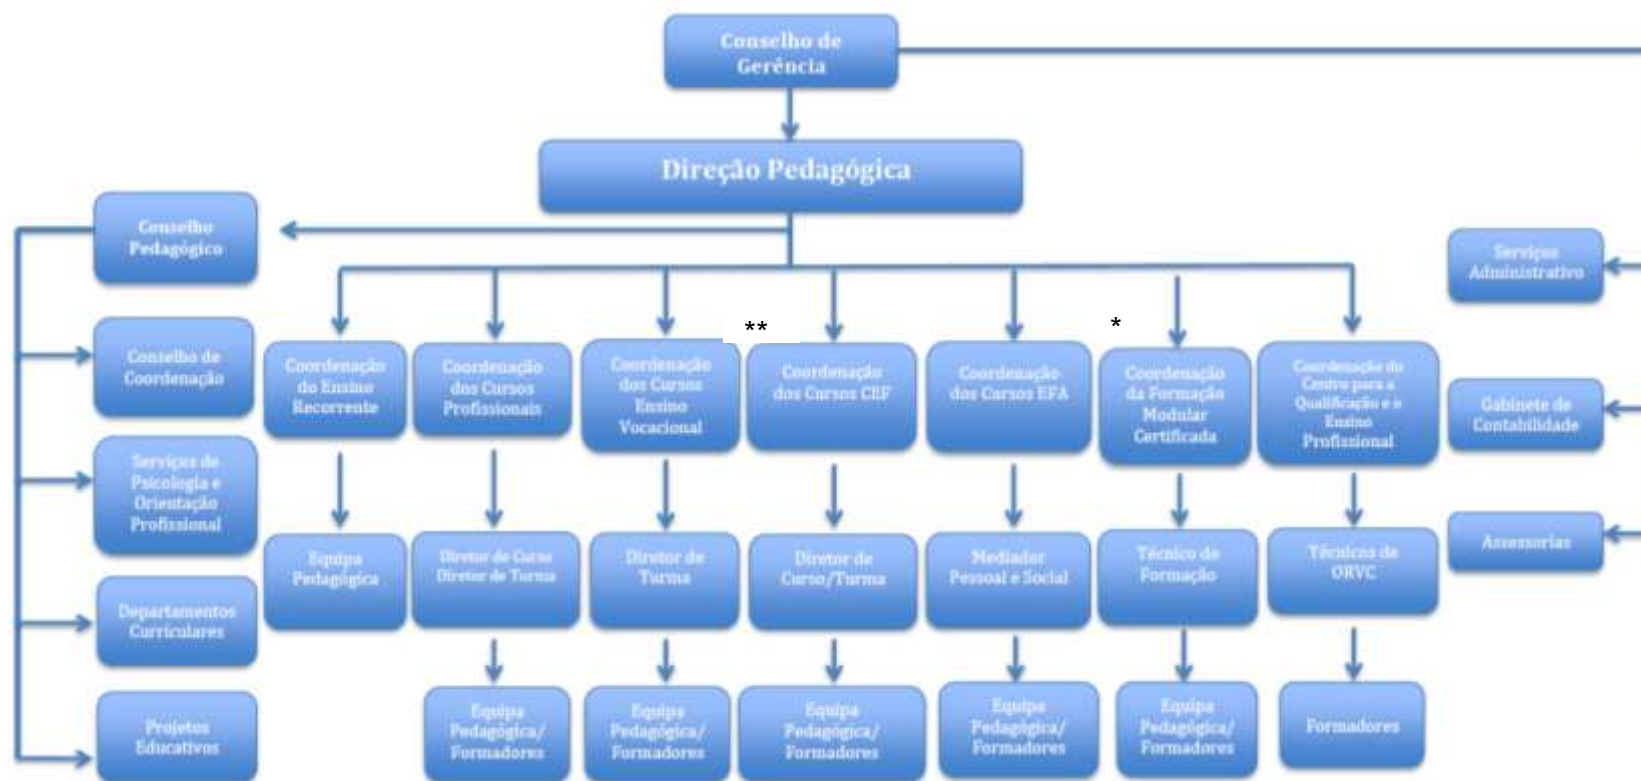 Conselho de
Gerência
Direção Pedagógica
Conselho
Pedagógico
Serviços
Administrativo
**
*
Conselho de
Coordenação
Coordenação
do Ensino
Recorrente
Coordenação
dos Cursos
Profissionais
Coordenação
dos Cursos
Ensino
Vocacional
Coordenação
dos Cursos CEF
Coordenação
dos Cursos EFA
Coordenação
da Formação
Modular
Certificada
Coordenação do
Centro para a
Qualificação e o
Ensino
Profissional
Gabinete de
Contabilidade
Serviços de
Psicologia e
Orientação
Profissional
Equipa
Pedagógica
Diretor de Curso
Diretor de Turma
Diretor de
Turma
Diretor de
Curso/Turma
Mediador
Pessoal e Social
Técnico de
Formação
Técnicos de
ORVC
Assessorias
Departamentos
Curriculares
Projetos
Educativos
Equipa
Pedagógica/
Formadores
Equipa
Pedagógica/
Formadores
Equipa
Pedagógica/
Formadores
Equipa
Pedagógica/
Formadores
Equipa
Pedagógica/
Formadores
Formadores